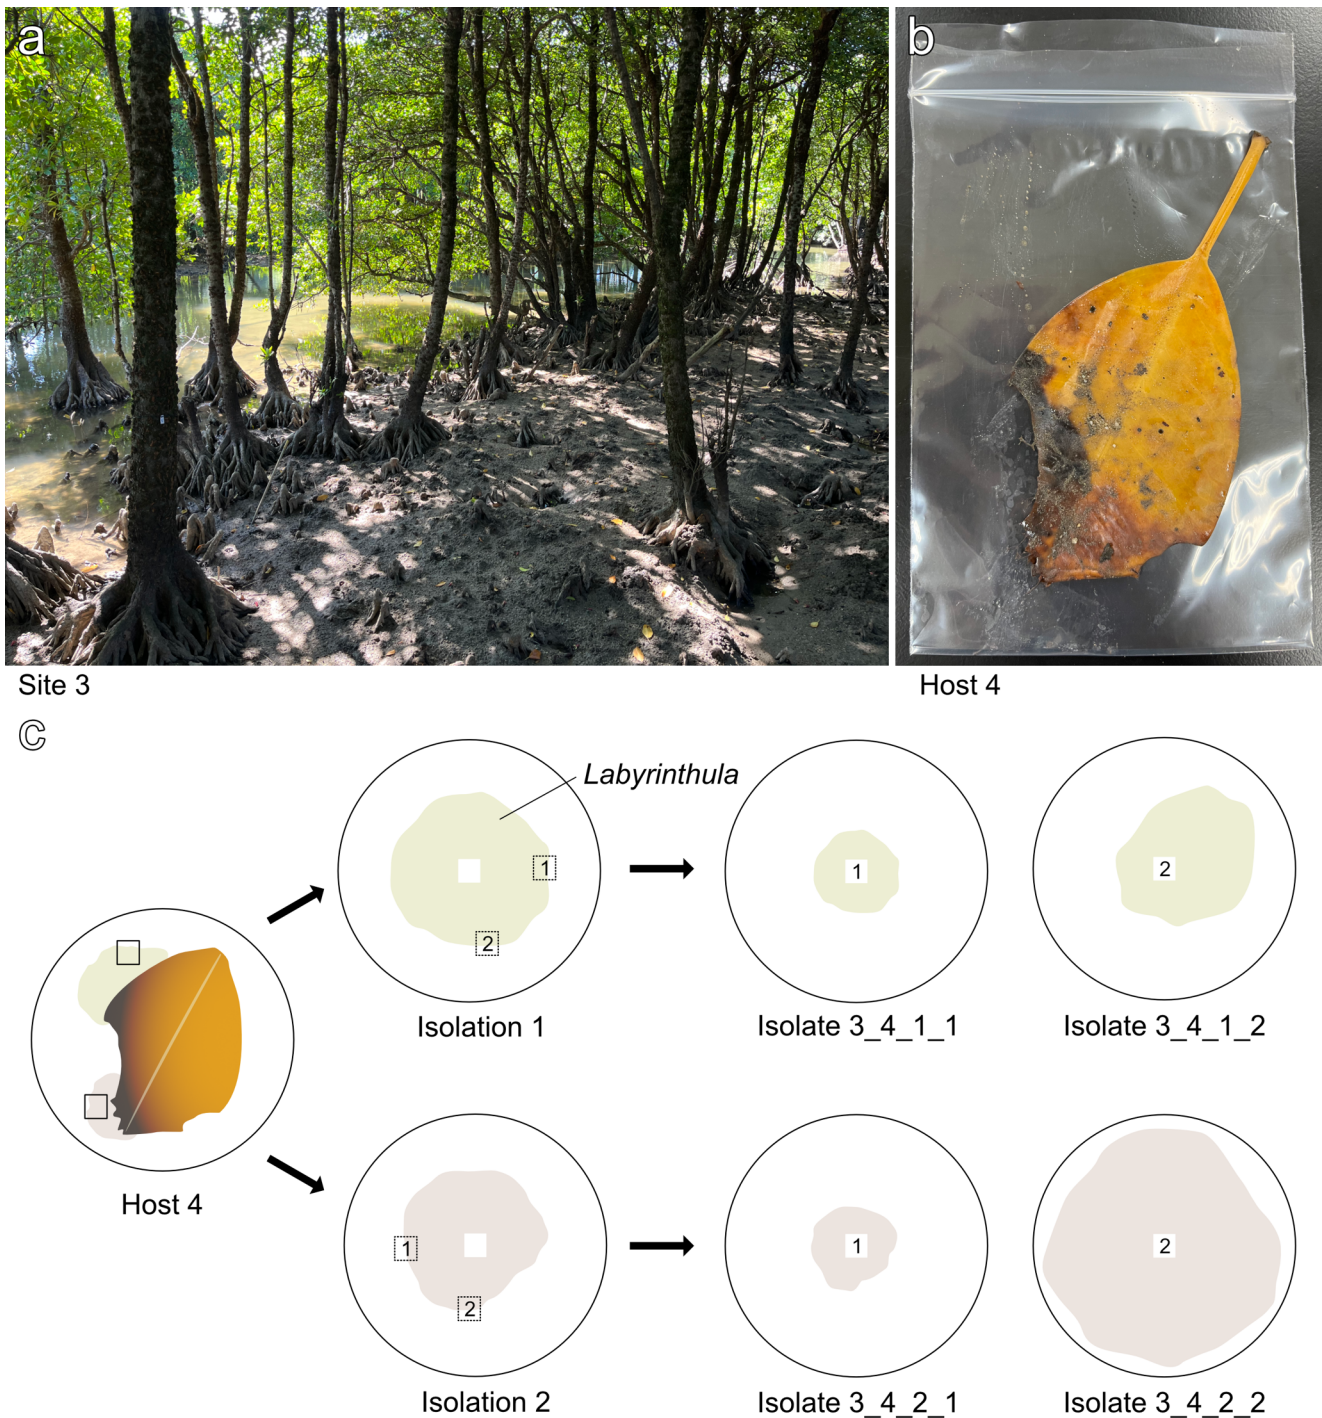 a
b
Site 3
Host 4
c
Labyrinthula
1
2
1
2
Isolation 1
Isolate 3_4_1_1
Isolate 3_4_1_2
Host 4
1
2
1
2
Isolation 2
Isolate 3_4_2_1
Isolate 3_4_2_2